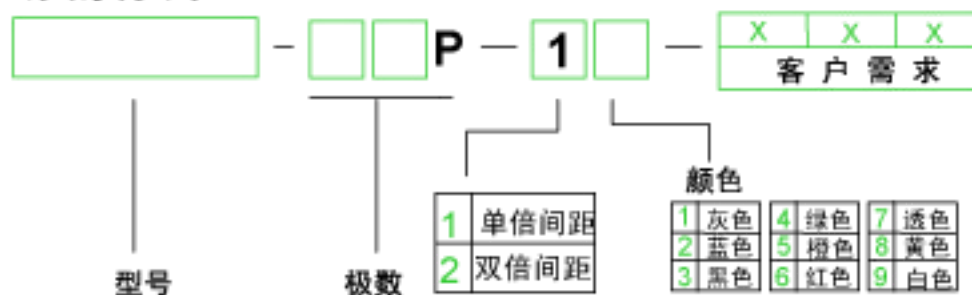 P 1 X X X
客户需求
颜色
1 单倍间距
2 双倍间距
1 灰色 4 绿色 7 透色
2 蓝色 5 橙色 8 黄色
3 黑色 6 红色 9 白色
型号 极数